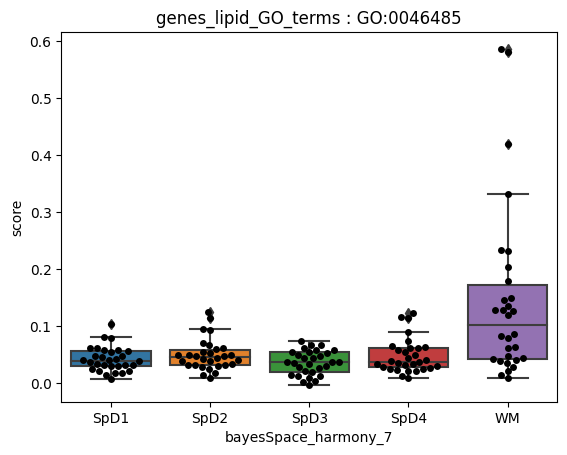 genes_lipid_GO_terms : GO:0046485
0.6
0.5
0.4
0.3
0.2
0.1
0.0
score
SpD1 SpD2 SpD3 SpD4 WM
bayesSpace_harmony_7